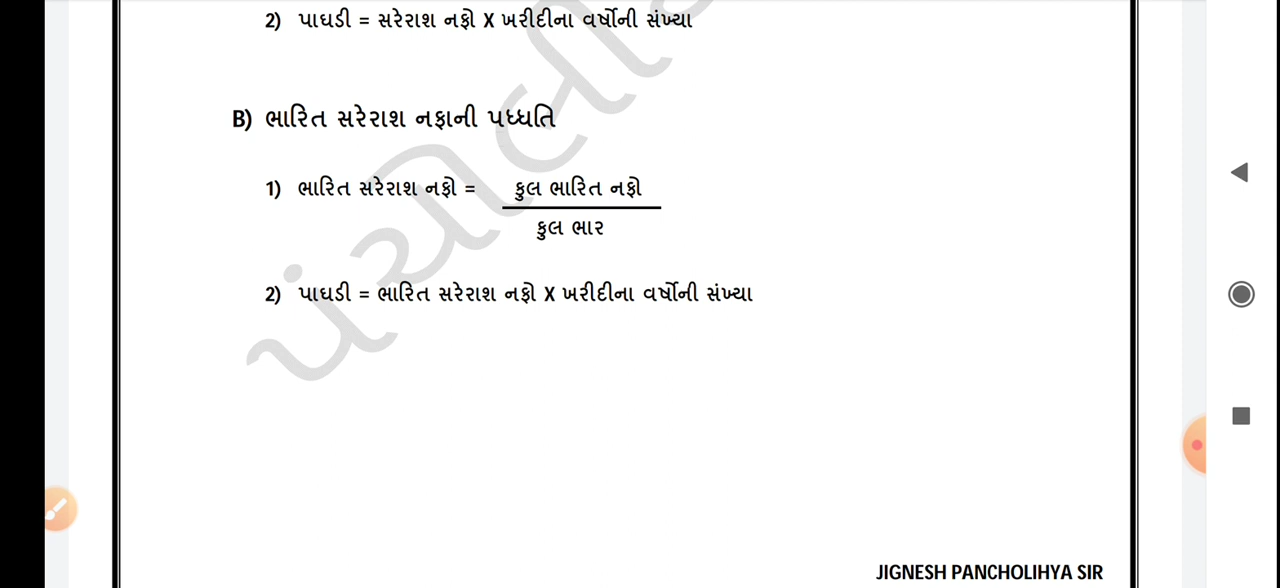 2) પાઘડી = સરેરાશ નફો X ખરીદીના વર્ષોની સંખ્યા
B) ભારિત સરેરાશ નફાની પધ્ધતિ
1) ભારિત સરેરાશ નફો = કુલ ભારિત નફો
કુલ ભાર
2) પાઘડી = ભારિત સરેરાશ નફો X ખરીદીના વર્ષોની સંખ્યા
JIGNESH PANCHOLIHYA SIR